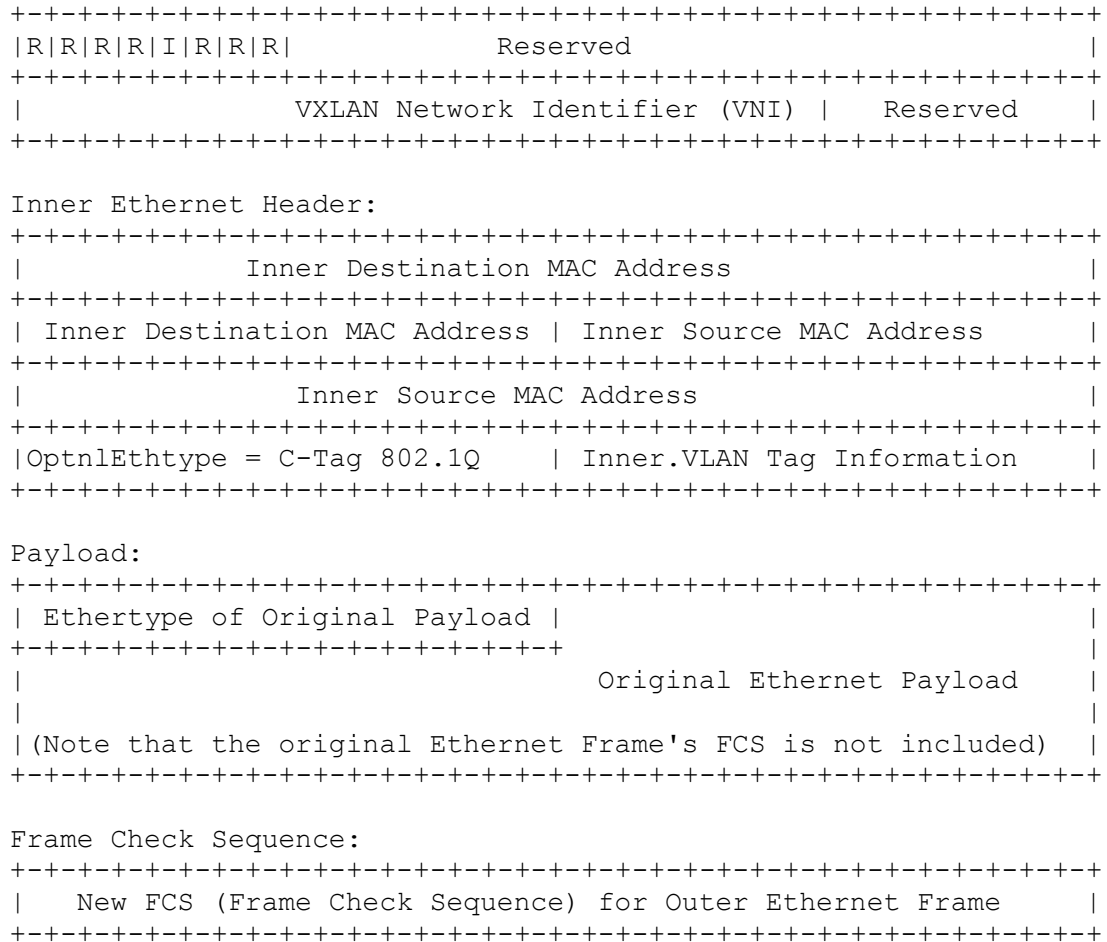 +-+-+-+-+-+-+-+-+-+-+-+-+-+-+-+-+-+-+-+-+-+-+-+-+-+-+-+-+-+-+-+-+
|R|R|R|R|I|R|R|R|            Reserved                           |
+-+-+-+-+-+-+-+-+-+-+-+-+-+-+-+-+-+-+-+-+-+-+-+-+-+-+-+-+-+-+-+-+
|                VXLAN Network Identifier (VNI) |   Reserved    |
+-+-+-+-+-+-+-+-+-+-+-+-+-+-+-+-+-+-+-+-+-+-+-+-+-+-+-+-+-+-+-+-+
Inner Ethernet Header:
+-+-+-+-+-+-+-+-+-+-+-+-+-+-+-+-+-+-+-+-+-+-+-+-+-+-+-+-+-+-+-+-+
|             Inner Destination MAC Address                     |
+-+-+-+-+-+-+-+-+-+-+-+-+-+-+-+-+-+-+-+-+-+-+-+-+-+-+-+-+-+-+-+-+
| Inner Destination MAC Address | Inner Source MAC Address      |
+-+-+-+-+-+-+-+-+-+-+-+-+-+-+-+-+-+-+-+-+-+-+-+-+-+-+-+-+-+-+-+-+
|                Inner Source MAC Address                       |
+-+-+-+-+-+-+-+-+-+-+-+-+-+-+-+-+-+-+-+-+-+-+-+-+-+-+-+-+-+-+-+-+
|OptnlEthtype = C-Tag 802.1Q    | Inner.VLAN Tag Information    |
+-+-+-+-+-+-+-+-+-+-+-+-+-+-+-+-+-+-+-+-+-+-+-+-+-+-+-+-+-+-+-+-+
Payload:
+-+-+-+-+-+-+-+-+-+-+-+-+-+-+-+-+-+-+-+-+-+-+-+-+-+-+-+-+-+-+-+-+
| Ethertype of Original Payload |                               |
+-+-+-+-+-+-+-+-+-+-+-+-+-+-+-+-+                               |
|                                  Original Ethernet Payload    |
|                                                               |
|(Note that the original Ethernet Frame's FCS is not included)  |
+-+-+-+-+-+-+-+-+-+-+-+-+-+-+-+-+-+-+-+-+-+-+-+-+-+-+-+-+-+-+-+-+
Frame Check Sequence:
+-+-+-+-+-+-+-+-+-+-+-+-+-+-+-+-+-+-+-+-+-+-+-+-+-+-+-+-+-+-+-+-+
|   New FCS (Frame Check Sequence) for Outer Ethernet Frame     |
+-+-+-+-+-+-+-+-+-+-+-+-+-+-+-+-+-+-+-+-+-+-+-+-+-+-+-+-+-+-+-+-+